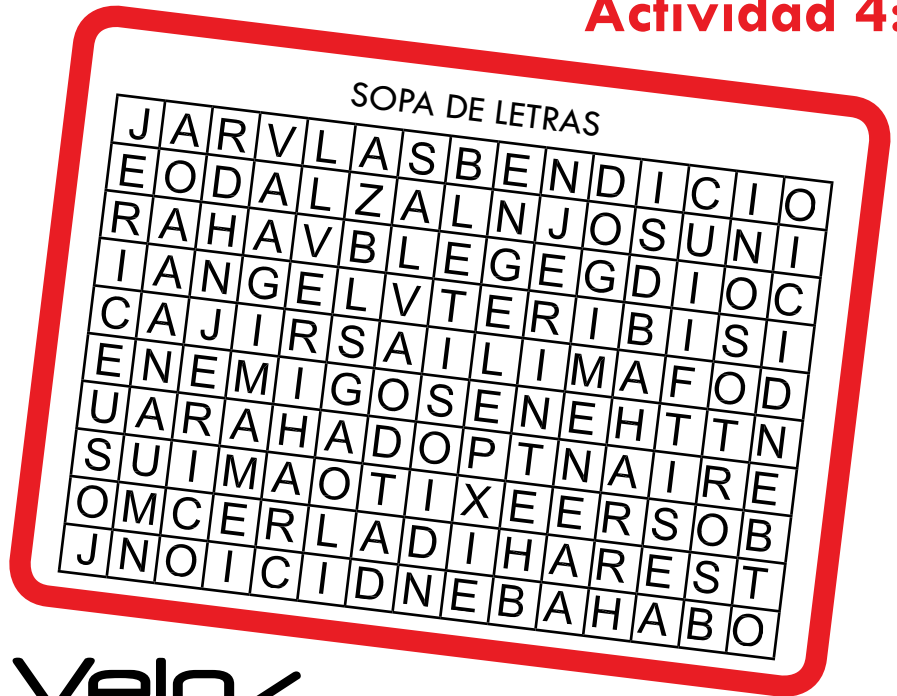 Actividad 4:
SOPA DE LETRAS
J A R V L A S B E N D I C I O
E O D A L Z A L N J O S U N I
R A H A V B L E G E G D I O C
I A N G E L V T E R I B I S I
C A J I R S A I L I M A F O D
E N E M I G O S E N E H T T N
U A R A H A D O P T N A I R E
S U I M A O T I X E E R S O B
O M C E R L A D I H A R E S T
J N O I C I D N E B A H A B O